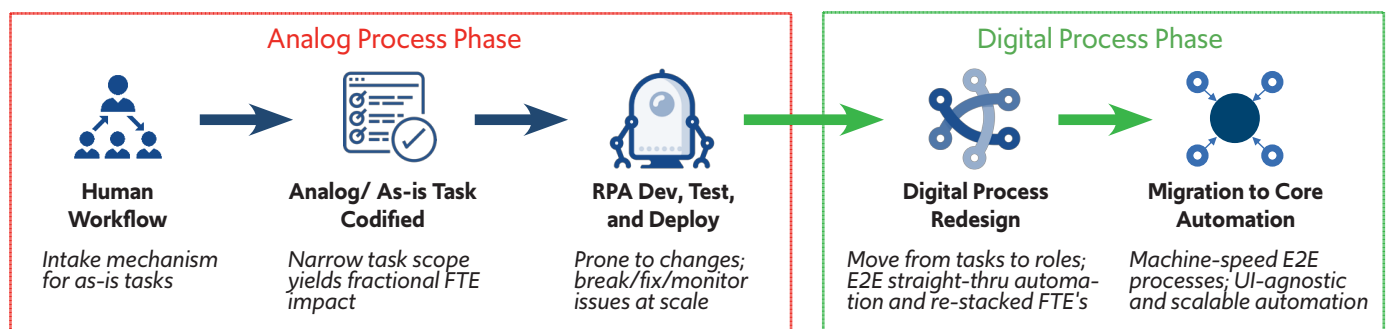 Analog Process Phase
Human
Workflow
Intake mechanism
for as-is tasks
Analog/ As-is Task
Codified
Narrow task scope
yields fractional FTE
impact
RPA Dev, Test,
and Deploy
Prone to changes;
break/fix/monitor
issues at scale
Digital Process Phase
Digital Process
Redesign
Move from tasks to roles;
E2E straight-thru automa-
tion and re-stacked FTE's
Migration to Core
Automation
Machine-speed E2E
processes; UI-agnostic
and scalable automation